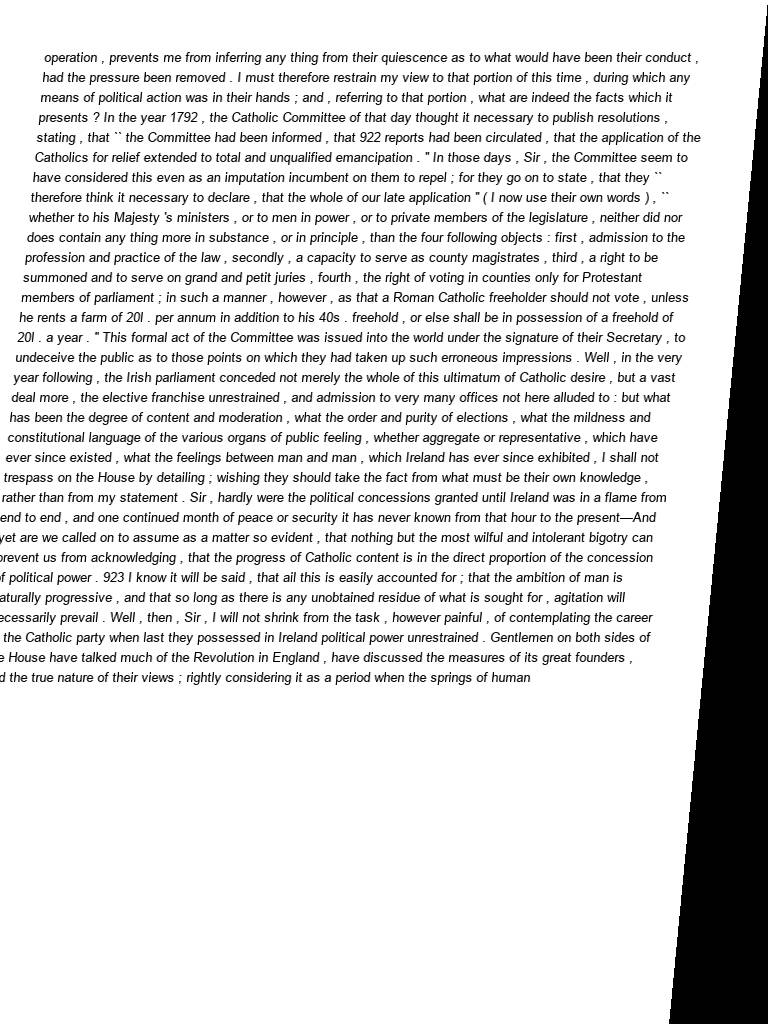 operation , prevents me from inferring any thing from their quiescence as to what would have been their conduct ,
had the pressure been removed . I must therefore restrain my view to that portion of this time , during which any
means of political action was in their hands ; and , referring to that portion , what are indeed the facts which it
presents ? In the year 1792 , the Catholic Committee of that day thought it necessary to publish resolutions ,
stating , that `` the Committee had been informed , that 922 reports had been circulated , that the application of the
Catholics for relief extended to total and unqualified emancipation . " In those days , Sir , the Committee seem to
have considered this even as an imputation incumbent on them to repel ; for they go on to state , that they ``
therefore think it necessary to declare , that the whole of our late application " ( I now use their own words ) , ``
whether to his Majesty 's ministers , or to men in power , or to private members of the legislature , neither did nor
does contain any thing more in substance , or in principle , than the four following objects : first , admission to the
profession and practice of the law , secondly , a capacity to serve as county magistrates , third , a right to be
summoned and to serve on grand and petit juries , fourth , the right of voting in counties only for Protestant
members of parliament ; in such a manner , however , as that a Roman Catholic freeholder should not vote , unless
he rents a farm of 20l . per annum in addition to his 40s . freehold , or else shall be in possession of a freehold of
20l . a year . " This formal act of the Committee was issued into the world under the signature of their Secretary , to
undeceive the public as to those points on which they had taken up such erroneous impressions . Well , in the very
year following , the Irish parliament conceded not merely the whole of this ultimatum of Catholic desire , but a vast
deal more , the elective franchise unrestrained , and admission to very many offices not here alluded to : but what
has been the degree of content and moderation , what the order and purity of elections , what the mildness and
constitutional language of the various organs of public feeling , whether aggregate or representative , which have
ever since existed , what the feelings between man and man , which Ireland has ever since exhibited , I shall not
trespass on the House by detailing ; wishing they should take the fact from what must be their own knowledge ,
rather than from my statement . Sir , hardly were the political concessions granted until Ireland was in a flame from
end to end , and one continued month of peace or security it has never known from that hour to the present—And
yet are we called on to assume as a matter so evident , that nothing but the most wilful and intolerant bigotry can
prevent us from acknowledging , that the progress of Catholic content is in the direct proportion of the concession
of political power . 923 I know it will be said , that ail this is easily accounted for ; that the ambition of man is
aturally progressive , and that so long as there is any unobtained residue of what is sought for , agitation will
ecessarily prevail . Well , then , Sir , I will not shrink from the task , however painful , of contemplating the career
the Catholic party when last they possessed in Ireland political power unrestrained . Gentlemen on both sides of
e House have talked much of the Revolution in England , have discussed the measures of its great founders ,
d the true nature of their views ; rightly considering it as a period when the springs of human